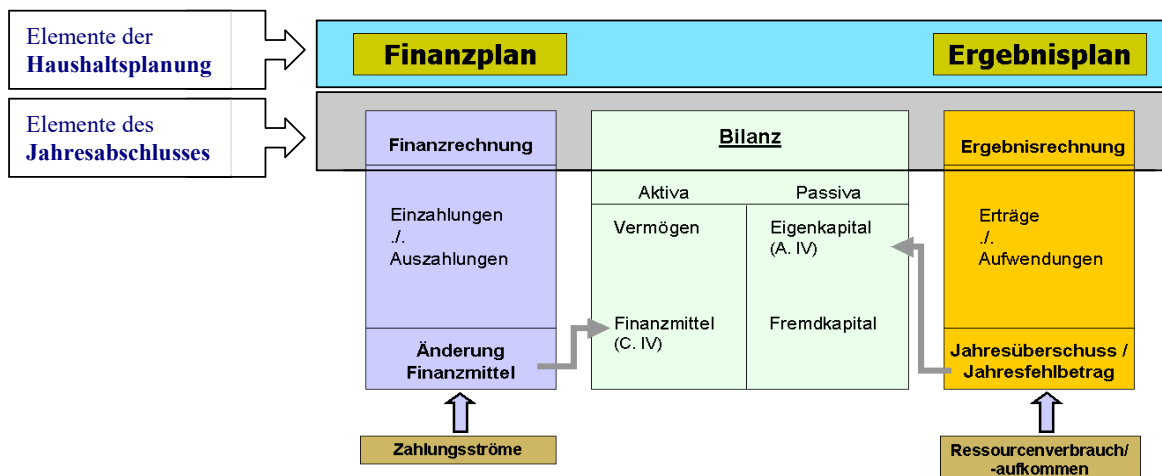 Elemente der
Haushaltsplanung
Finanzplan
Ergebnisplan
Elemente des
Jahresabschlusses
Finanzrechnung
Einzahlungen
./.
Auszahlungen
Änderung
Finanzmittel
Zahlungsströme
Bilanz
Aktiva
Passiva
Vermögen
Eigenkapital
(A. IV)
Finanzmittel
(C. IV)
Fremdkapital
Ergebnisrechnung
Erträge
./.
Aufwendungen
Jahresüberschuss /
Jahresfehlbetrag
Ressourcenverbrauch/
-aufkommen